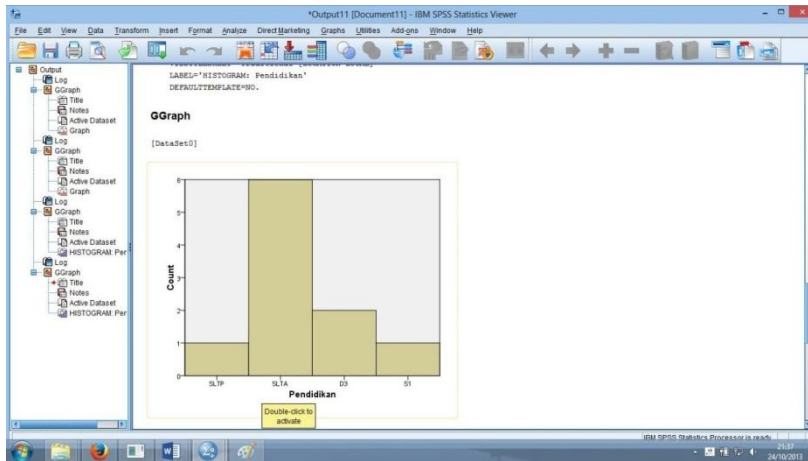 *Output11 [Document11] - IBM SPSS Statistics Viewer
File Edit View Data Transform Insert Format Analyze Direct Marketing Graphs Utilities Add-ons Window Help
Output
Log
GGraph
Title
Notes
Active Dataset
Graph
Log
GGraph
Title
Notes
Active Dataset
Graph
Log
GGraph
Title
Notes
Active Dataset
HISTOGRAM: Per
Log
GGraph
Title
Notes
Active Dataset
HISTOGRAM: Per
LABEL='HISTOGRAM: Pendidikan'
DEFAULTTEMPLATE=NO.
GGraph
[DataSet0]
6
5
4
3
2
1
0
Count
SLTP SLTA D3 S1
Pendidikan
Double-click to
activate
IBM SPSS Statistics Processor is ready
21:37
24/10/2013